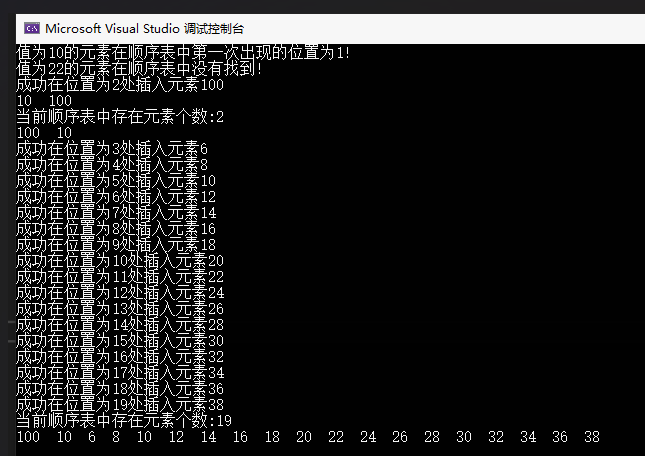 Microsoft Visual Studio 调试控制台
值为10的元素在顺序表中第一次出现的位置为1!
值为22的元素在顺序表中没有找到!
成功在位置为2处插入元素100
10  100
当前顺序表中存在元素个数:2
100  10
成功在位置为3处插入元素6
成功在位置为4处插入元素8
成功在位置为5处插入元素10
成功在位置为6处插入元素12
成功在位置为7处插入元素14
成功在位置为8处插入元素16
成功在位置为9处插入元素18
成功在位置为10处插入元素20
成功在位置为11处插入元素22
成功在位置为12处插入元素24
成功在位置为13处插入元素26
成功在位置为14处插入元素28
成功在位置为15处插入元素30
成功在位置为16处插入元素32
成功在位置为17处插入元素34
成功在位置为18处插入元素36
成功在位置为19处插入元素38
当前顺序表中存在元素个数:19
100  10  6  8  10  12  14  16  18  20  22  24  26  28  30  32  34  36  38